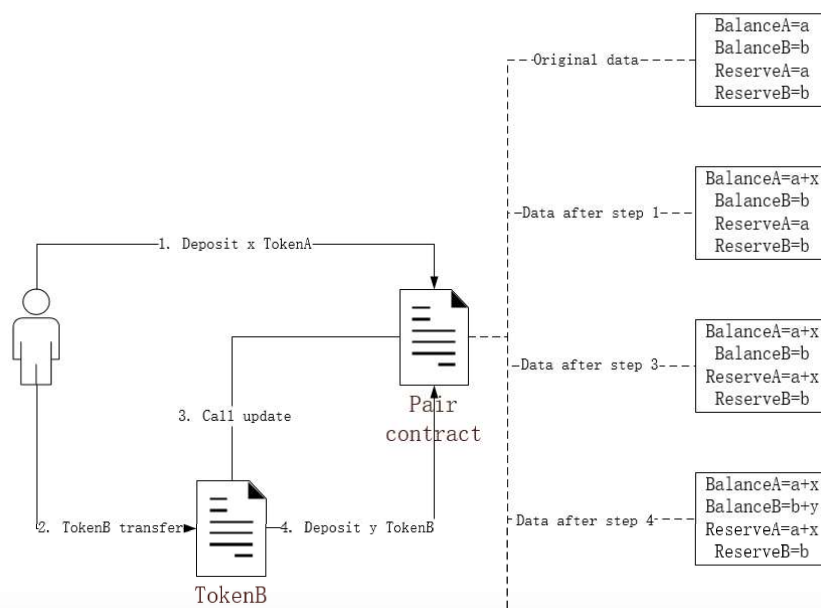 BalanceA=a
BalanceB=b
ReserveA=a
ReserveB=b
Original data
BalanceA=a+x
BalanceB=b
ReserveA=a
ReserveB=b
Data after step 1
1. Deposit x TokenA
BalanceA=a+x
BalanceB=b
ReserveA=a+x
ReserveB=b
Data after step 3
Pair
contract
3. Call update
BalanceA=a+x
BalanceB=b+y
ReserveA=a+x
ReserveB=b
Data after step 4
2. TokenB transfer
4. Deposit y TokenB
TokenB